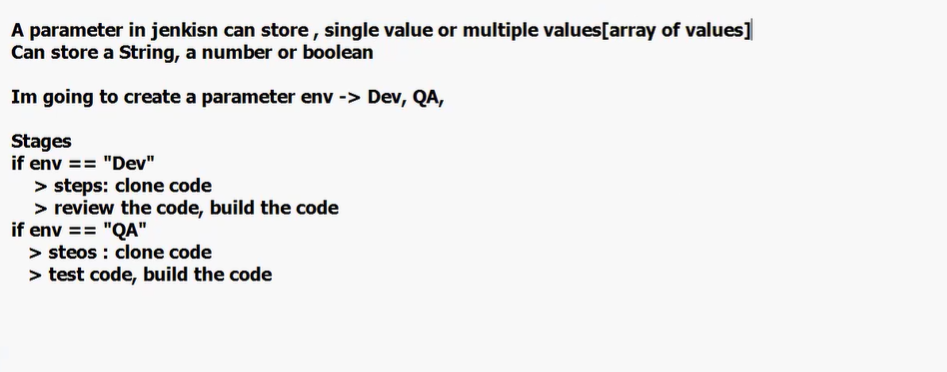 A parameter in jenkisn can store , single value or multiple values[array of values]
Can store a String, a number or boolean
Im going to create a parameter env -> Dev, QA,
Stages
if env == "Dev"
> steps: clone code
> review the code, build the code
if env == "QA"
> steos : clone code
> test code, build the code